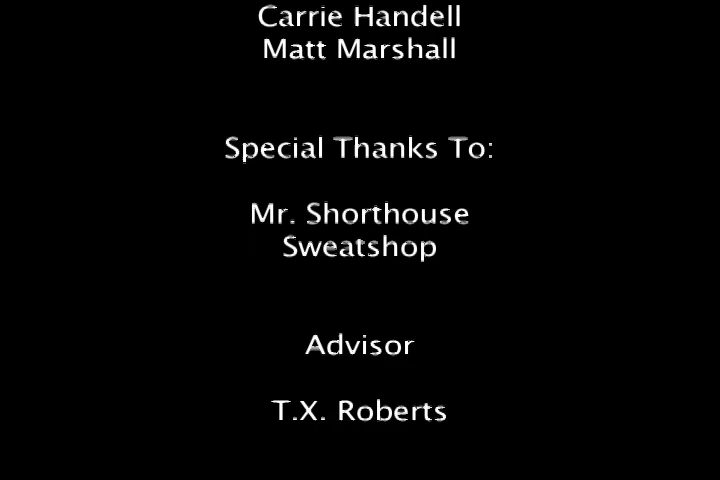 Carrie Handell
Matt Marshall
Special Thanks To:
Mr. Shorthouse
Sweatshop
Advisor
T.X. Roberts